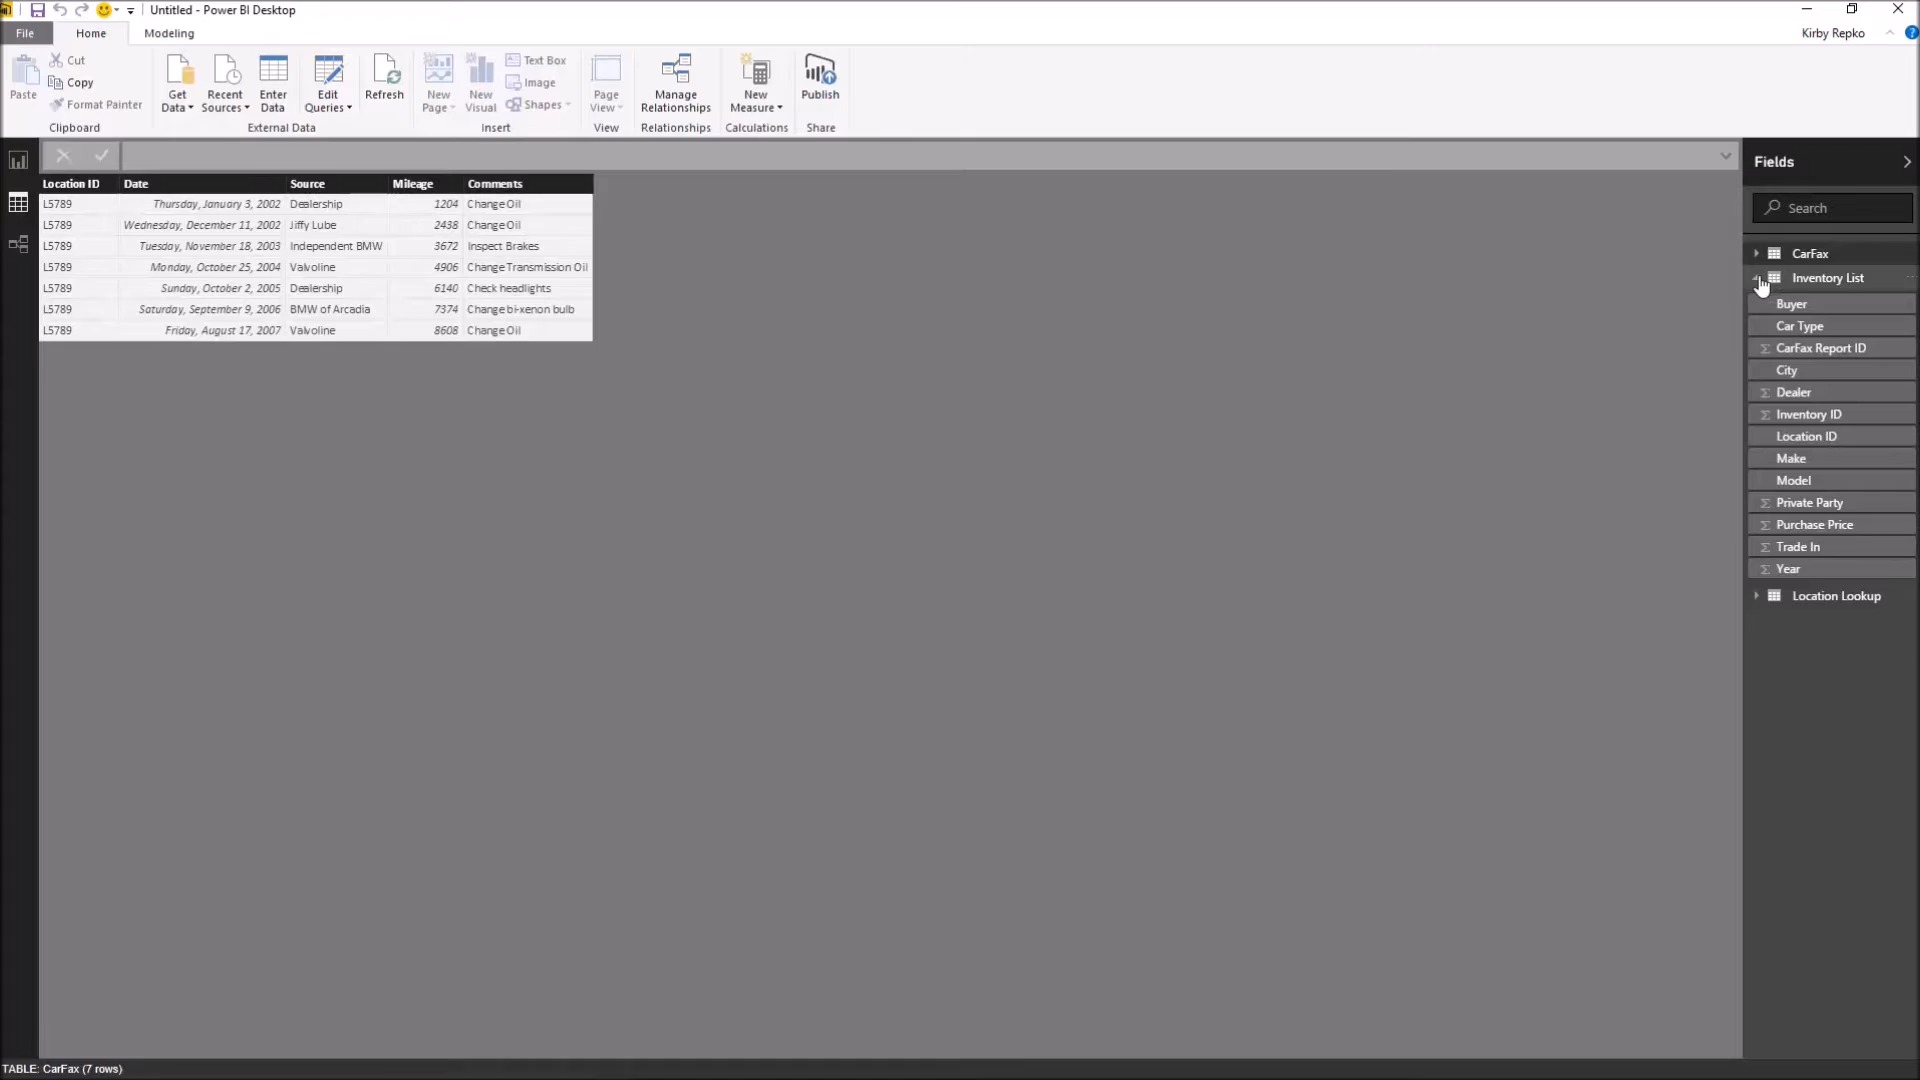 Untitled - Power BI Desktop
File Home Modeling Kirby Repko
Cut
Copy
Format Painter
Paste
Clipboard
Get Data
Recent Sources
Enter Data
Edit Queries
Refresh
External Data
New Page
New Visual
Text Box
Image
Shapes
Insert
Page View
View
Manage Relationships
Relationships
New Measure
Calculations
Publish
Share
Location ID Date Source Mileage Comments
L5789 Thursday, January 3, 2002 Dealership 1204 Change Oil
L5789 Wednesday, December 11, 2002 Jiffy Lube 2438 Change Oil
L5789 Tuesday, November 18, 2003 Independent BMW 3672 Inspect Brakes
L5789 Monday, October 25, 2004 Valvoline 4906 Change Transmission Oil
L5789 Sunday, October 2, 2005 Dealership 6140 Check headlights
L5789 Saturday, September 9, 2006 BMW of Arcadia 7374 Change bi-xenon bulb
L5789 Friday, August 17, 2007 Valvoline 8608 Change Oil
Fields
Search
CarFax
Inventory List
Buyer
Car Type
Σ CarFax Report ID
City
Σ Dealer
Σ Inventory ID
Location ID
Make
Model
Σ Private Party
Σ Purchase Price
Σ Trade In
Σ Year
Location Lookup
TABLE: CarFax (7 rows)